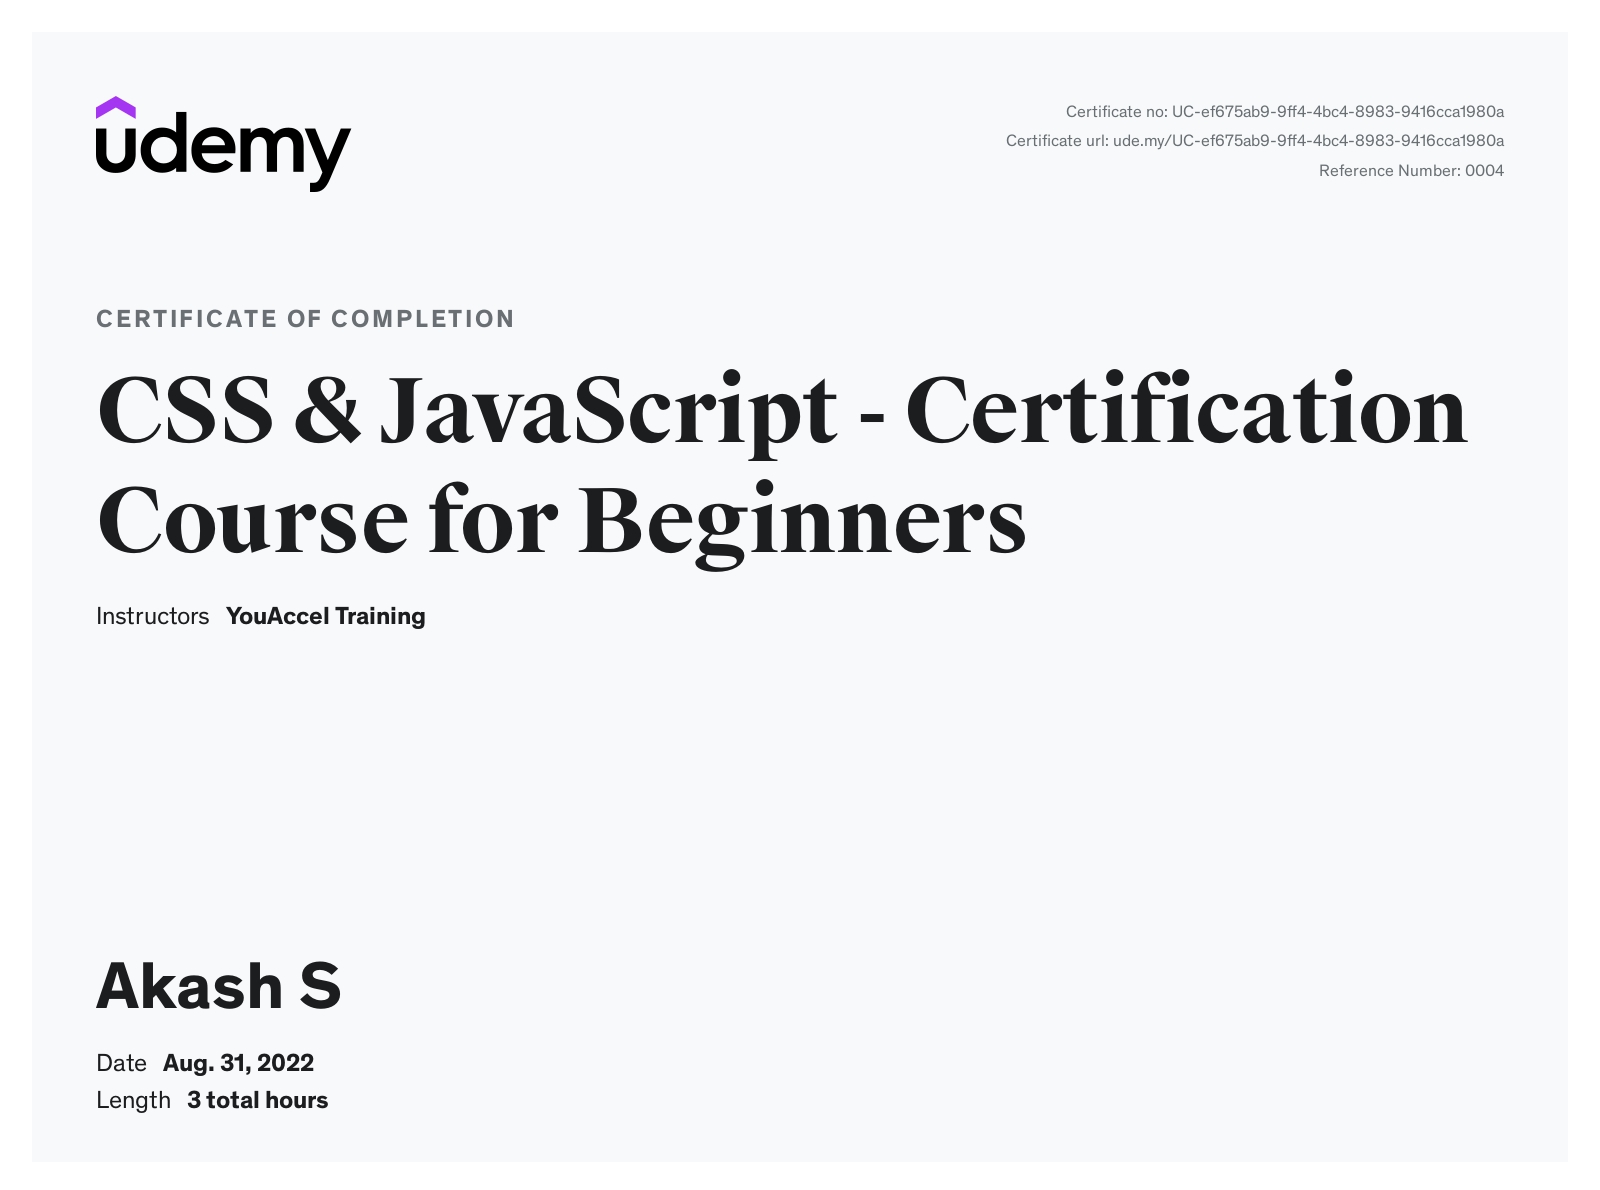 udemy
Certificate no: UC-ef675ab9-9ff4-4bc4-8983-9416cca1980a
Certificate url: ude.my/UC-ef675ab9-9ff4-4bc4-8983-9416cca1980a
Reference Number: 0004
CERTIFICATE OF COMPLETION
CSS & JavaScript - Certification
Course for Beginners
Instructors YouAccel Training
Akash S
Date Aug. 31, 2022
Length 3 total hours